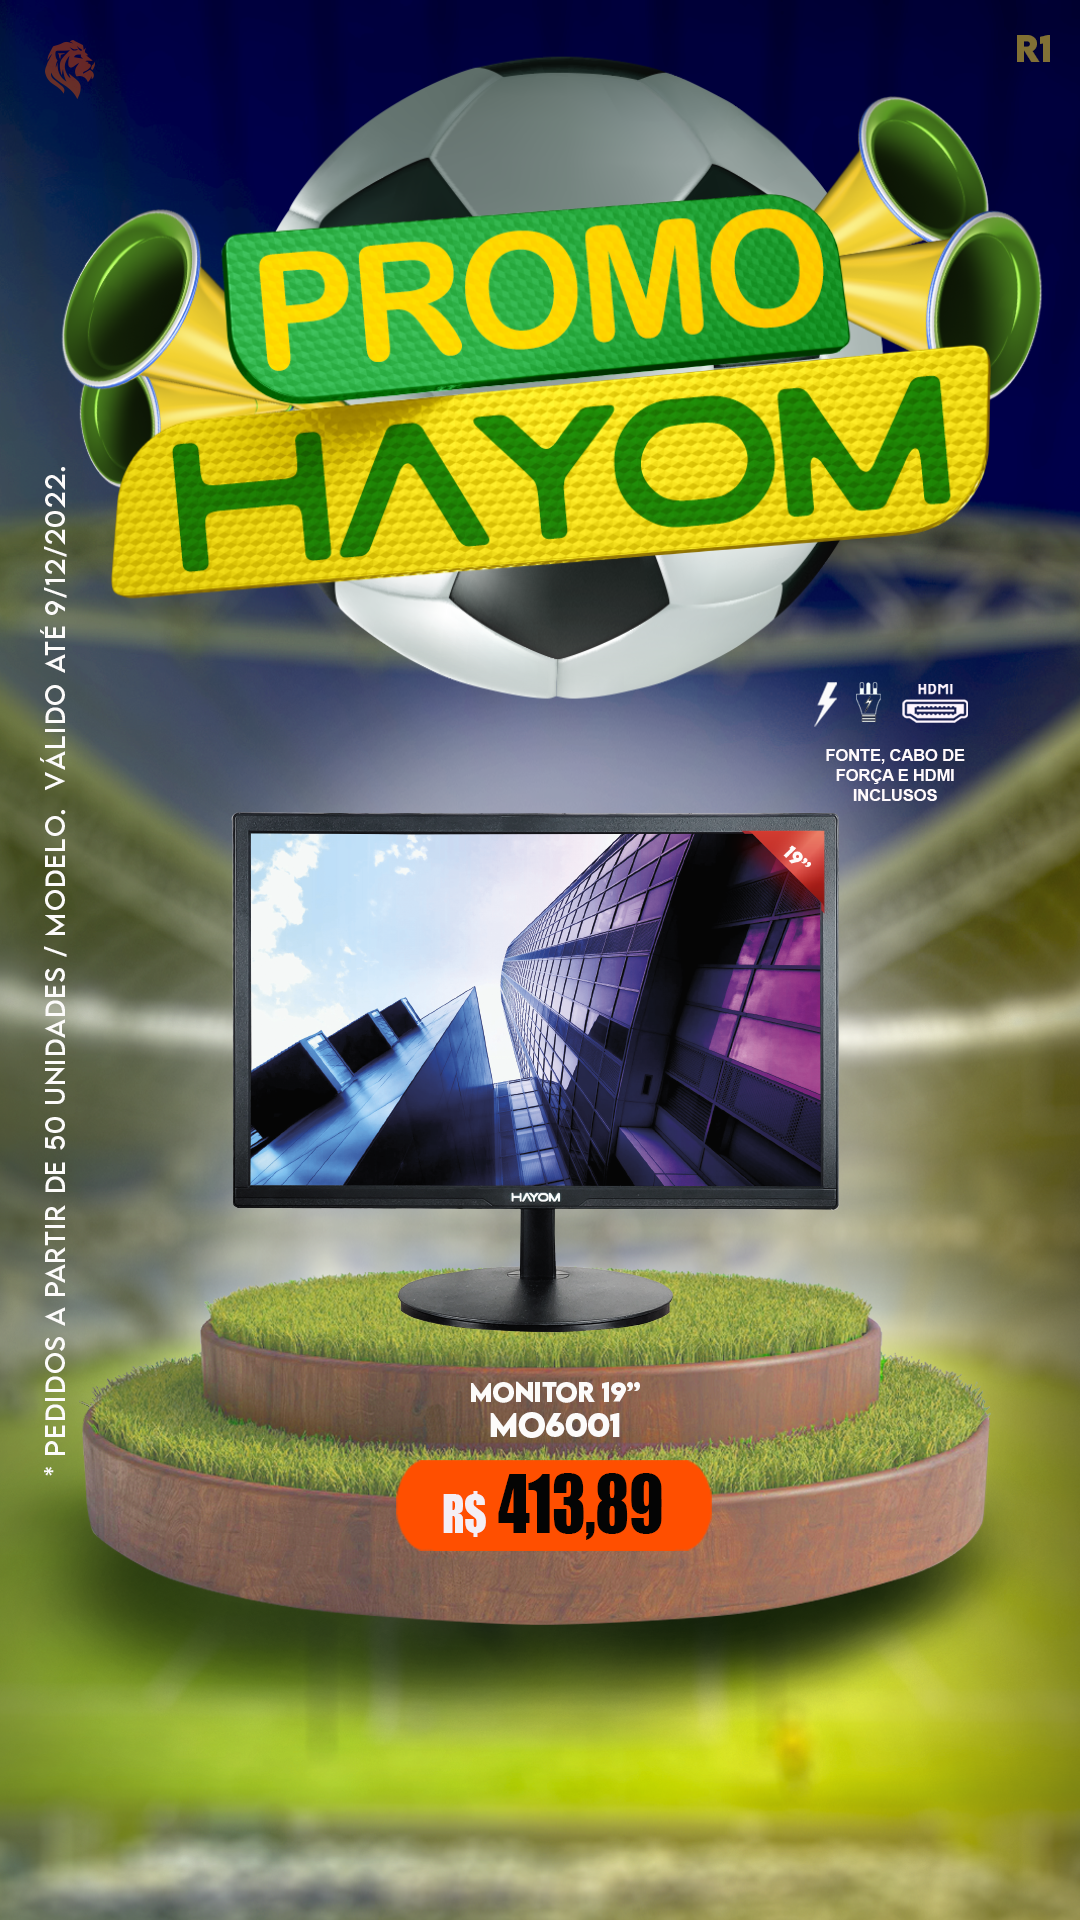 R1
PROMO
HAYOM
HDMI
FONTE, CABO DE
FORÇA E HDMI
INCLUSOS
* PEDIDOS A PARTIR DE 50 UNIDADES / MODELO. VÁLIDO ATÉ 9/12/2022.
19”
HAYOM
MONITOR 19”
MO6001
R$ 413,89